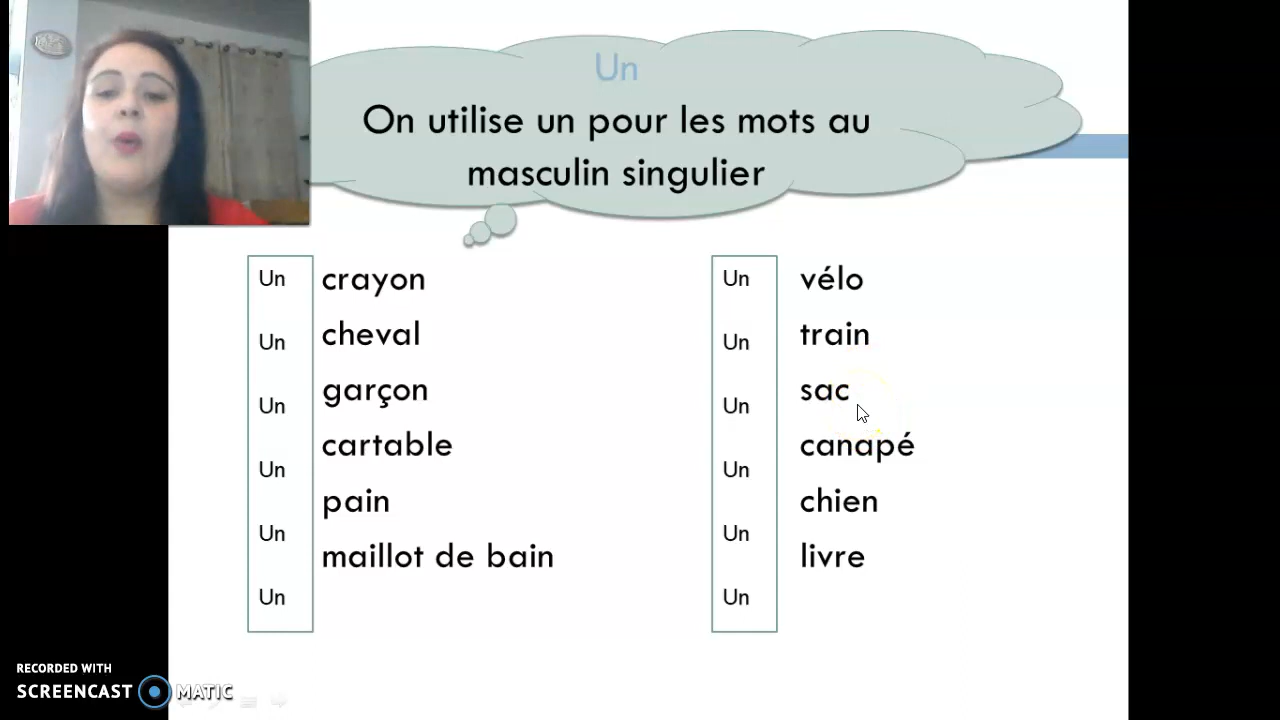 Un
On utilise un pour les mots au
masculin singulier
Un crayon
Un cheval
Un garçon
Un cartable
Un pain
Un maillot de bain
Un vélo
Un train
Un sac
Un canapé
Un chien
Un livre
RECORDED WITH
SCREENCAST MATIC